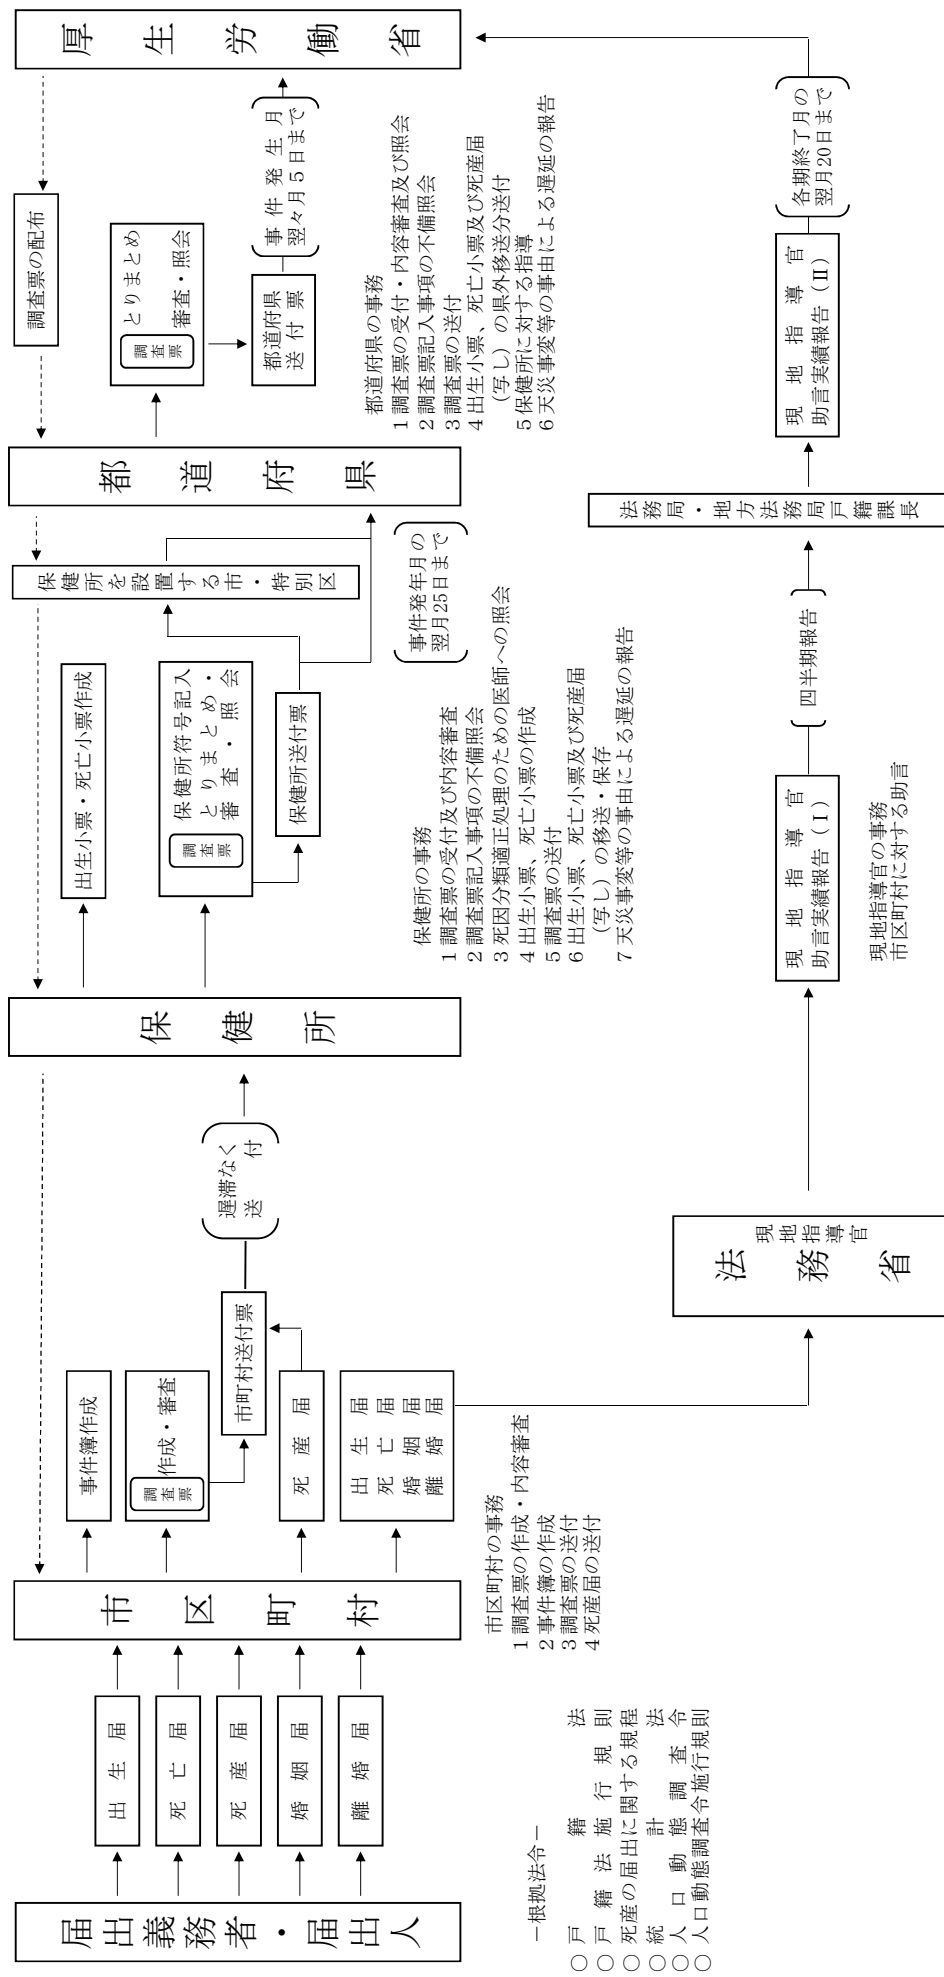 届出義務者・届出人
出生届
死亡届
死産届
婚姻届
離婚届
市区町村
事件簿作成
調査票
作成・審査
市町村送付票
死産届
出生届
死亡届
婚姻届
離婚届
遅滞なく
送付
保健所
出生小票・死亡小票作成
調査票
保健所符号記入
とりまとめ・
審査・照会
保健所送付票
保健所を設置する市・特別区
事件発年月の
翌月25日まで
都道府県
調査票の配布
調査票
とりまとめ
審査・照会
都道府県
送付票
事件発生月
翌々月5日まで
厚生労働省
市区町村の事務
1調査票の作成・内容審査
2事件簿の作成
3調査票の送付
4死産届の送付
保健所の事務
1調査票の受付及び内容審査
2調査票記入事項の不備照会
3死因分類適正処理のための医師への照会
4出生小票、死亡小票の作成
5調査票の送付
6出生小票、死亡小票及び死産届
(写し)の移送・保存
7天災事変等の事由による遅延の報告
都道府県の事務
1調査票の受付・内容審査及び照会
2調査票記入事項の不備照会
3調査票の送付
4出生小票、死亡小票及び死産届
(写し)の県外移送分送付
5保健所に対する指導
6天災事変等の事由による遅延の報告
－根拠法令－
○戸籍法
○戸籍法施行規則
○死産の届出に関する規程
○統計法
○人口動態調査令
○人口動態調査令施行規則
法務省
現地指導官
現地指導官
助言実績報告(Ⅰ)
現地指導官の事務
市区町村に対する助言
四半期報告
法務局・地方法務局戸籍課長
現地指導官
助言実績報告(Ⅱ)
各期終了月の
翌月20日まで